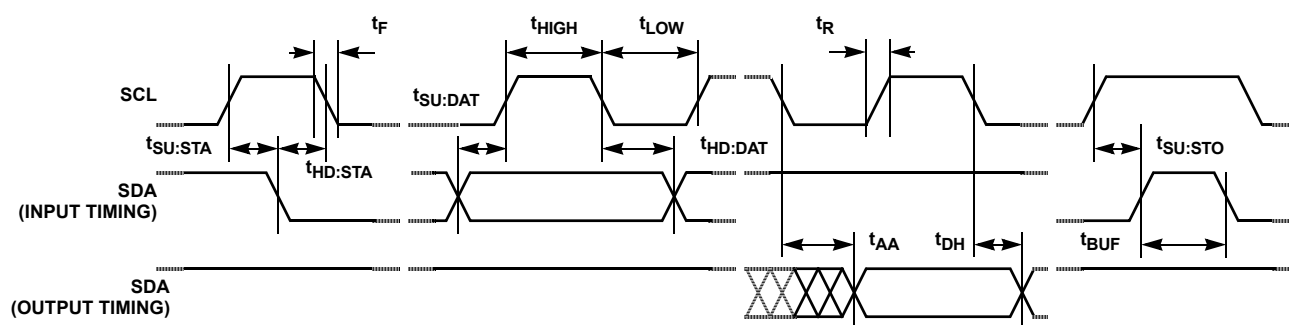 tF
tHIGH
tLOW
tR
SCL
tSU:DAT
tSU:STA
tHD:STA
tHD:DAT
tSU:STO
SDA
(INPUT TIMING)
tAA
tDH
tBUF
SDA
(OUTPUT TIMING)